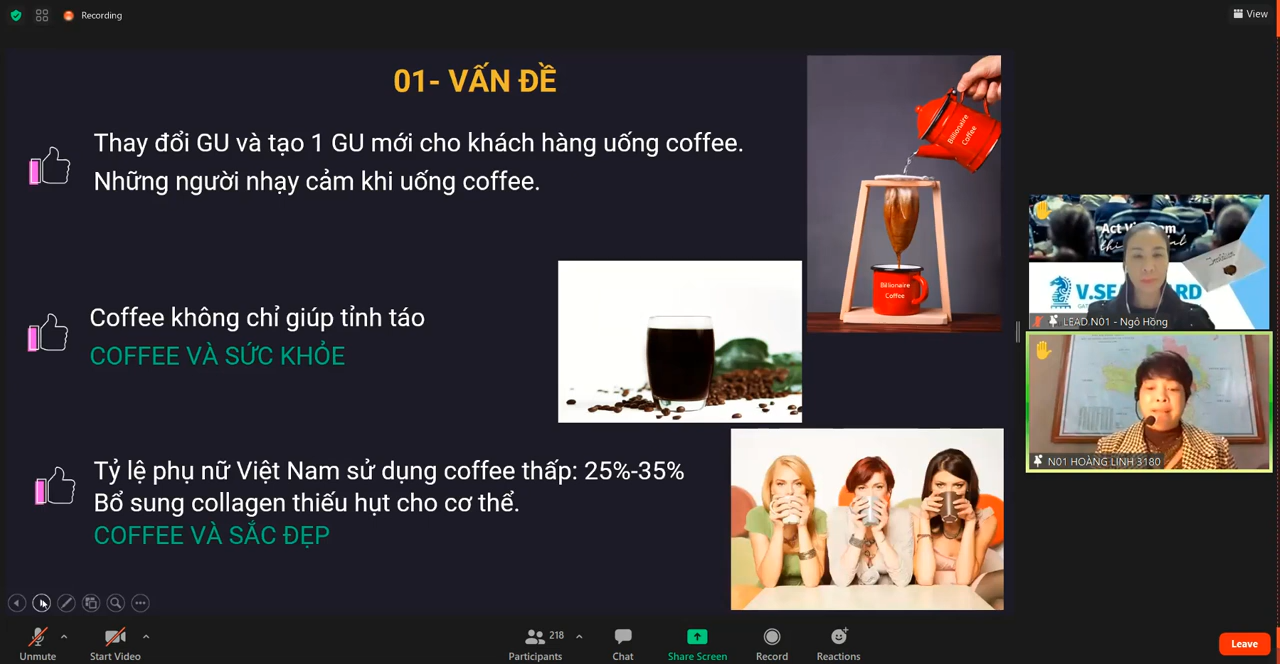 Recording
View
01- VẤN ĐỀ
Thay đổi GU và tạo 1 GU mới cho khách hàng uống coffee.
Những người nhạy cảm khi uống coffee.
Billionaire
Coffee
Billionaire
Coffee
Coffee không chỉ giúp tỉnh táo
COFFEE VÀ SỨC KHỎE
Tỷ lệ phụ nữ Việt Nam sử dụng coffee thấp: 25%-35%
Bổ sung collagen thiếu hụt cho cơ thể.
COFFEE VÀ SẮC ĐẸP
LEAD.N01 - Ngô Hồng
N01 HOÀNG LINH 3180
Unmute
Start Video
218
Participants
Chat
Share Screen
Record
Reactions
Leave